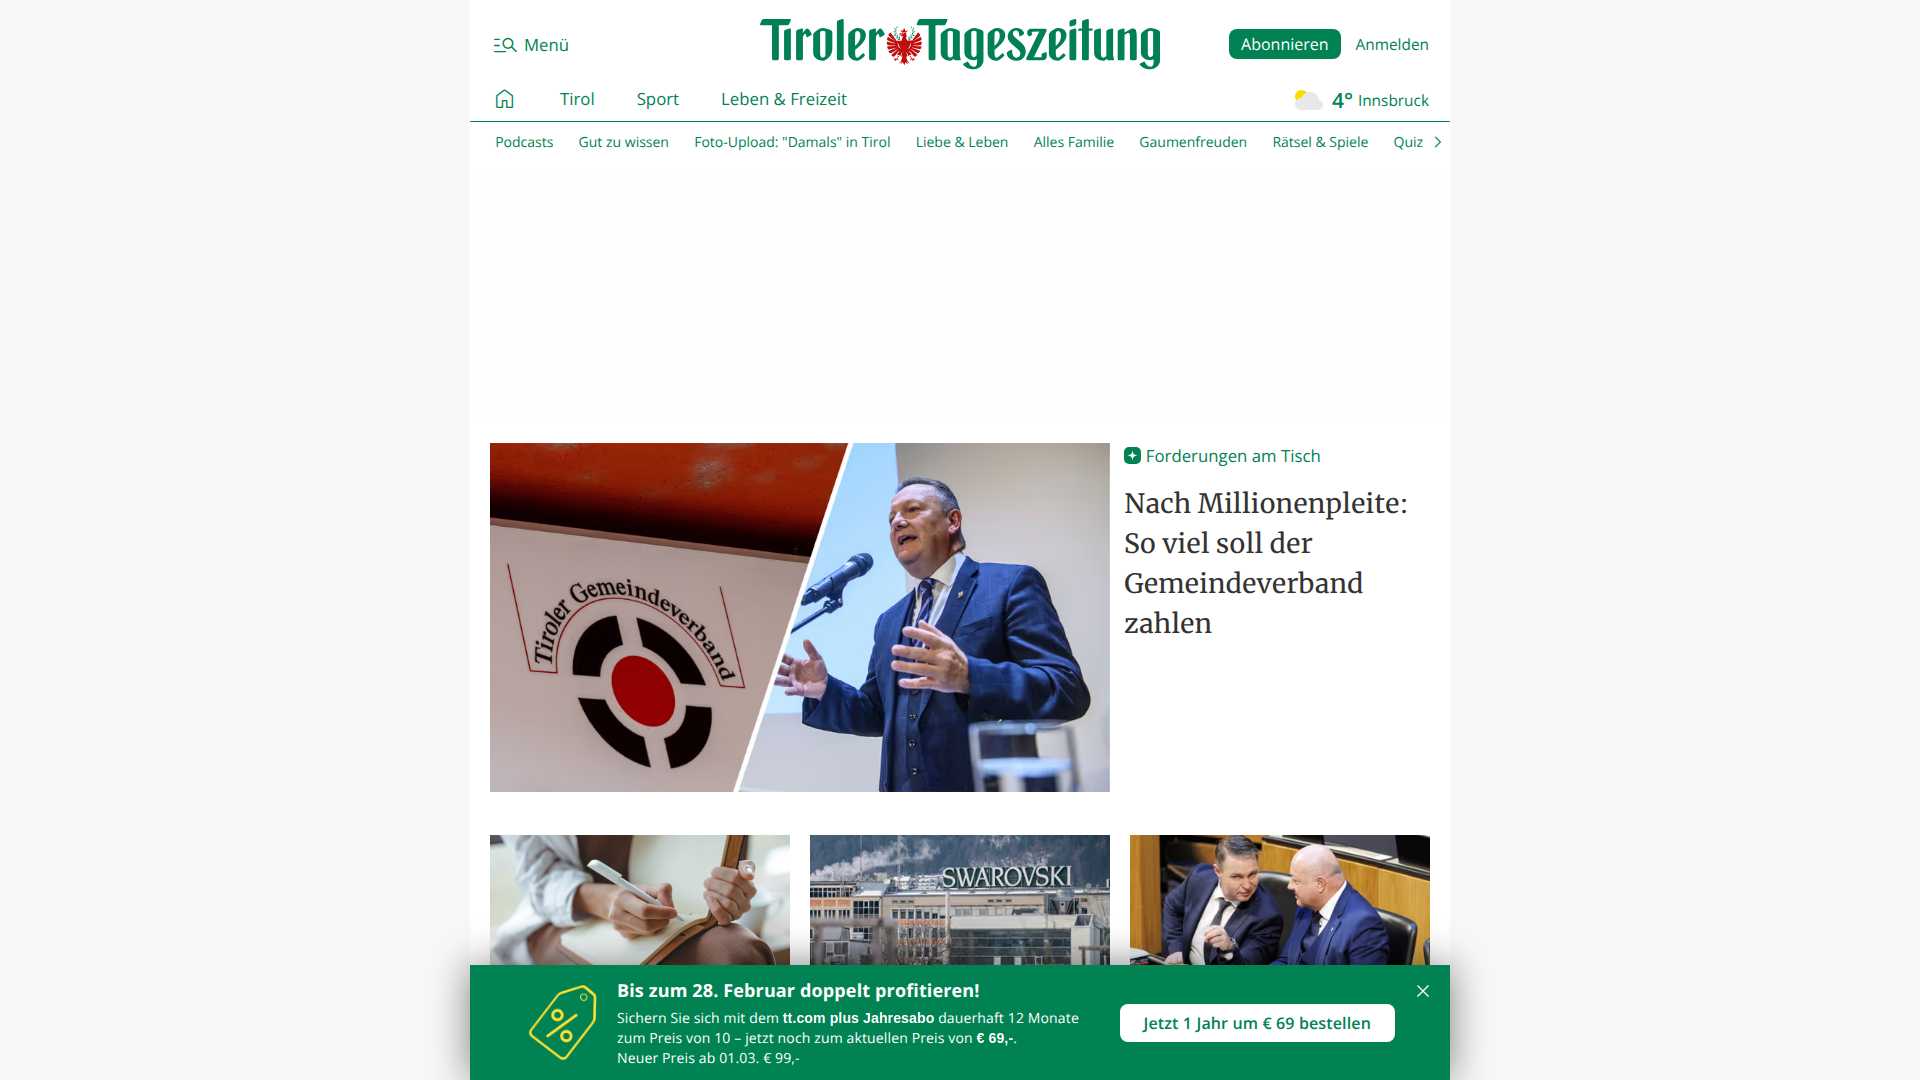 Menü
Tiroler Tageszeitung
Abonnieren
Anmelden
Tirol
Sport
Leben & Freizeit
4° Innsbruck
Podcasts
Gut zu wissen
Foto-Upload: "Damals" in Tirol
Liebe & Leben
Alles Familie
Gaumenfreuden
Rätsel & Spiele
Quiz
Tiroler Gemeindeverband
Forderungen am Tisch
Nach Millionenpleite:
So viel soll der
Gemeindeverband
zahlen
SWAROVSKI
Bis zum 28. Februar doppelt profitieren!
Sichern Sie sich mit dem tt.com plus Jahresabo dauerhaft 12 Monate
zum Preis von 10 – jetzt noch zum aktuellen Preis von € 69,-.
Neuer Preis ab 01.03. € 99,-
Jetzt 1 Jahr um € 69 bestellen